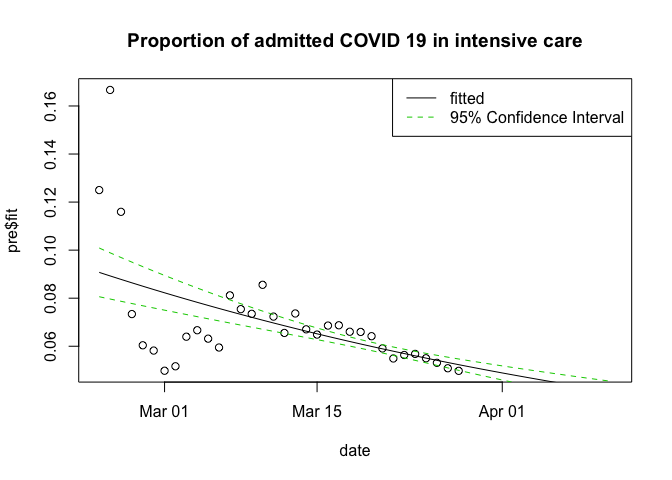 Proportion of admitted COVID 19 in intensive care
fitted
95% Confidence Interval
pre$fit
0.16
0.14
0.12
0.10
0.08
0.06
Mar 01
Mar 15
Apr 01
date